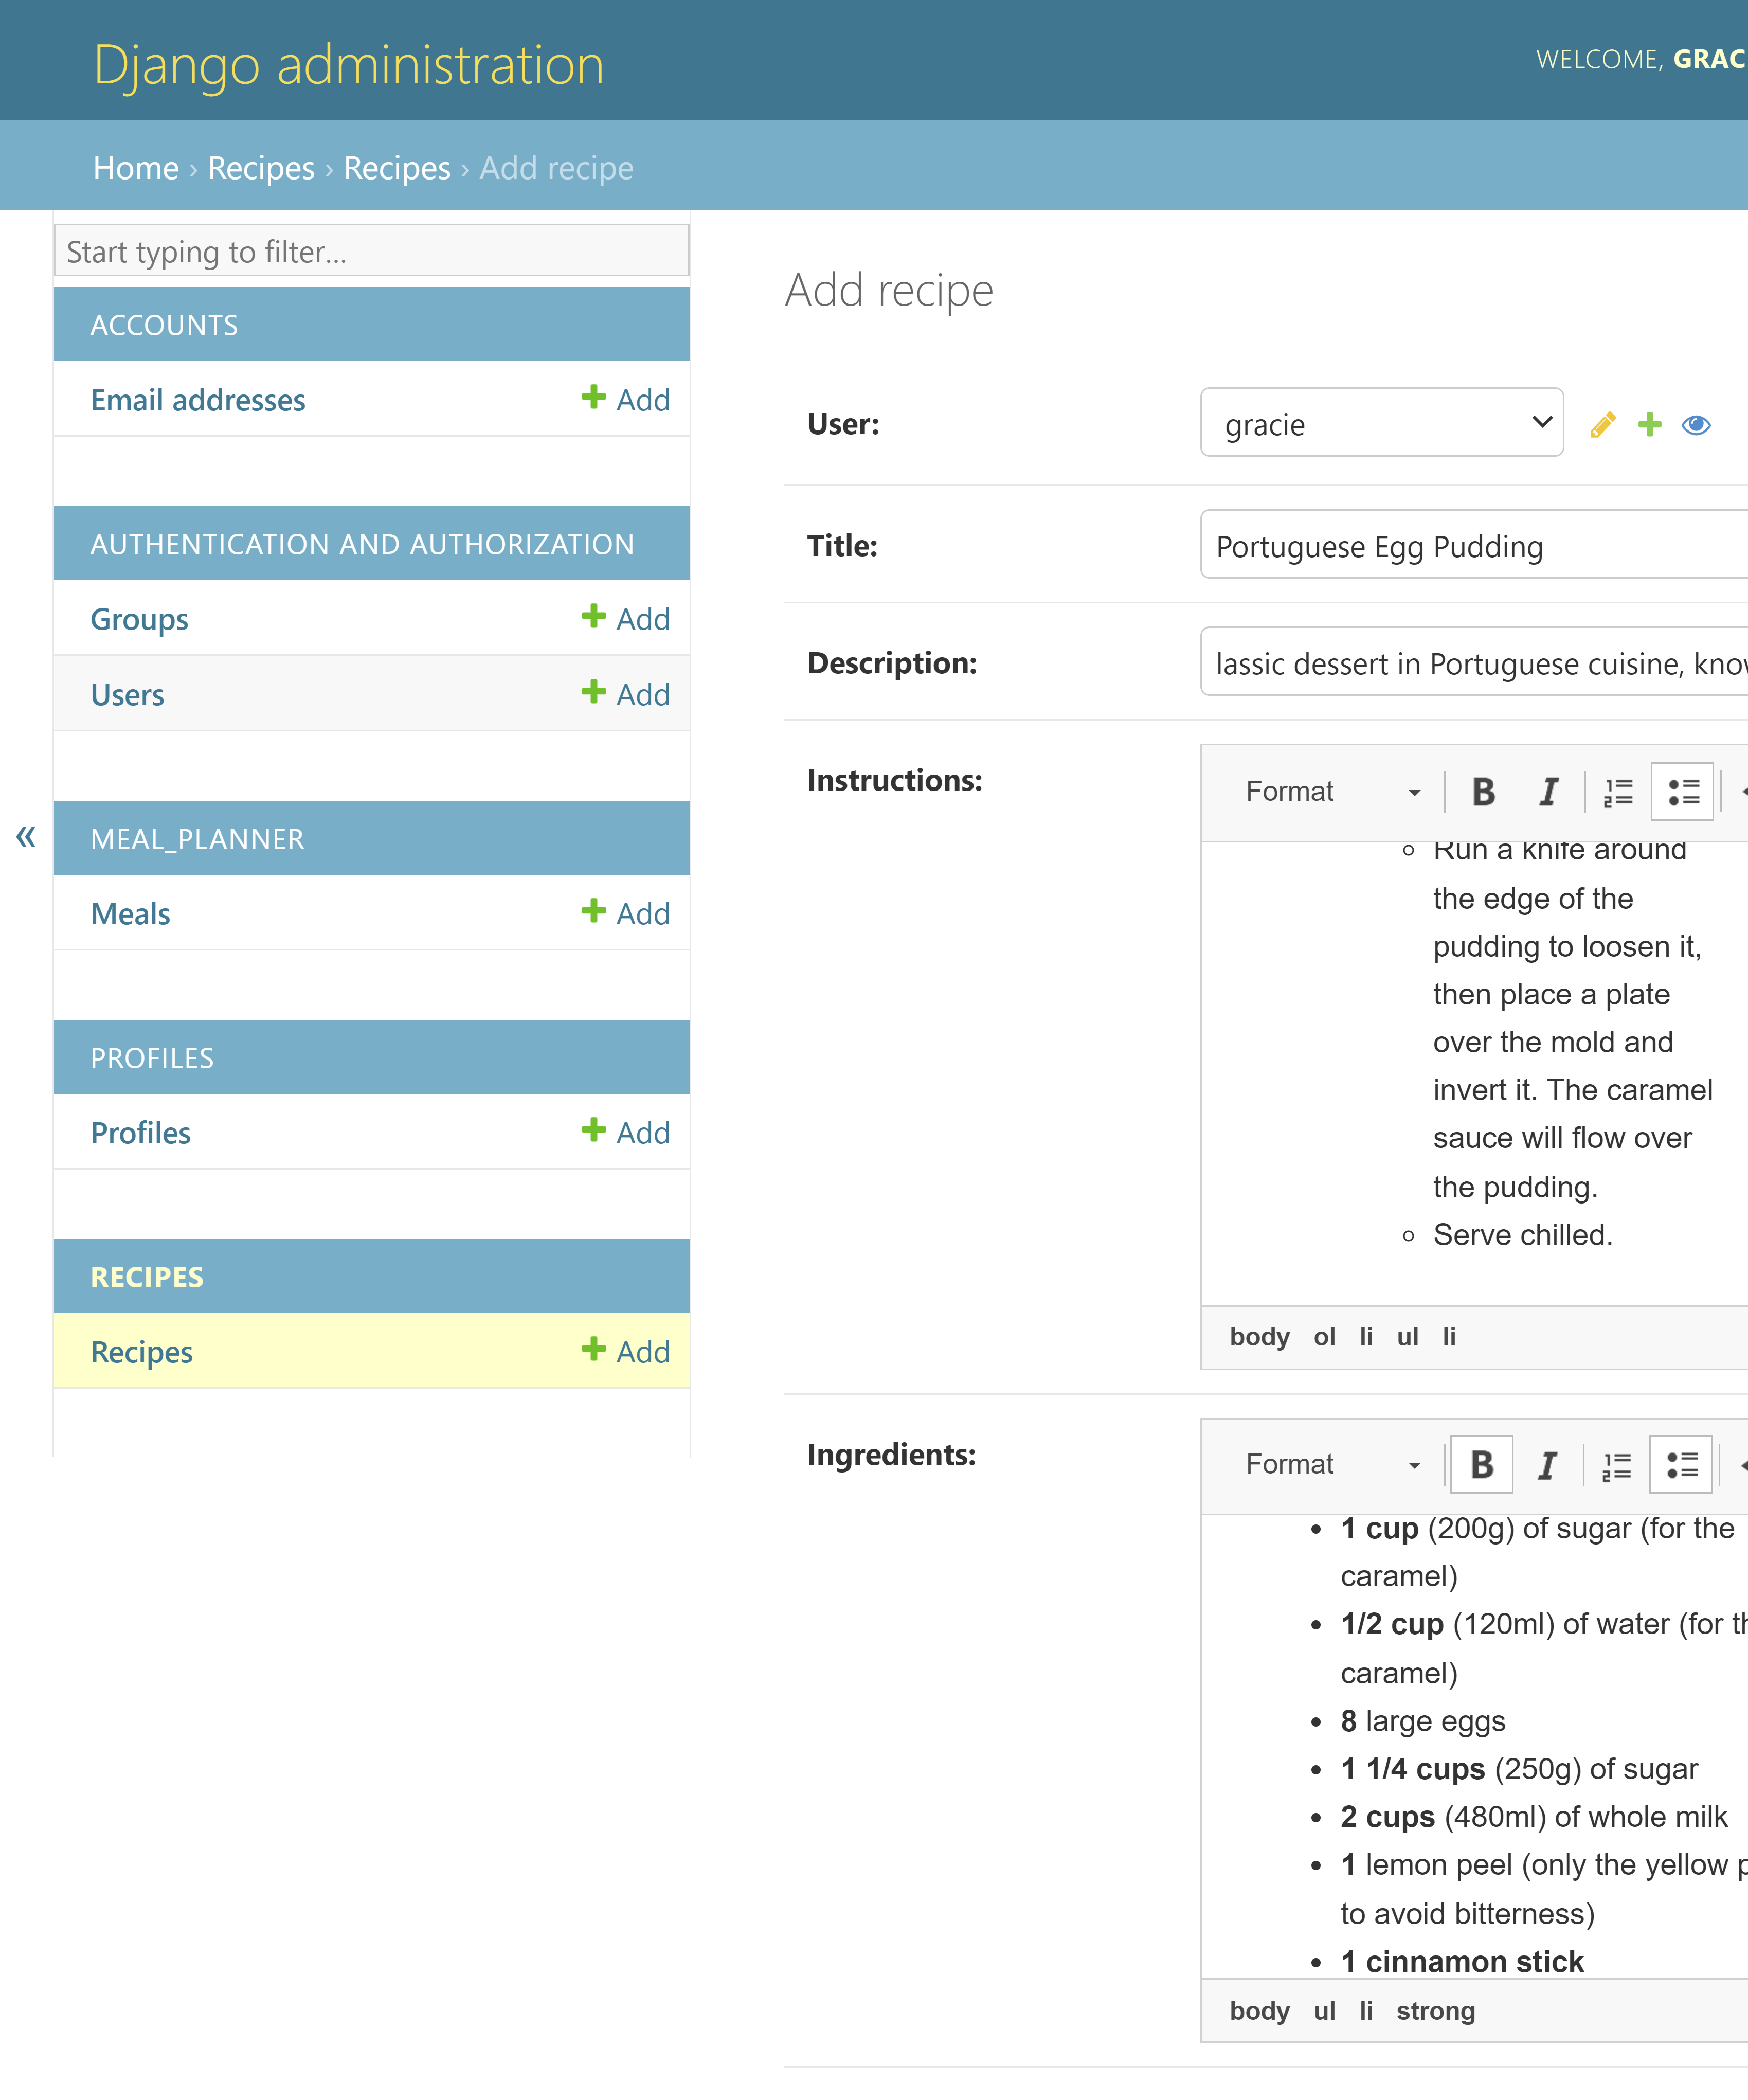 Django administration
WELCOME, GRAC
Home › Recipes › Recipes › Add recipe
Start typing to filter...
ACCOUNTS
Email addresses
Add
AUTHENTICATION AND AUTHORIZATION
Groups
Add
Users
Add
MEAL_PLANNER
«
Meals
Add
PROFILES
Profiles
Add
RECIPES
Recipes
Add
Add recipe
User:
gracie
Title:
Portuguese Egg Pudding
Description:
lassic dessert in Portuguese cuisine,
Instructions:
Format
B I
Run a knife around
the edge of the
pudding to loosen it,
then place a plate
over the mold and
invert it. The caramel
sauce will flow over
the pudding.
Serve chilled.
body ol li ul li
Ingredients:
Format
B I
1 cup (200g) of sugar (for the
caramel)
1/2 cup (120ml) of water (for
caramel)
8 large eggs
1 1/4 cups (250g) of sugar
2 cups (480ml) of whole milk
1 lemon peel (only the yellow
to avoid bitterness)
1 cinnamon stick
body ul li strong